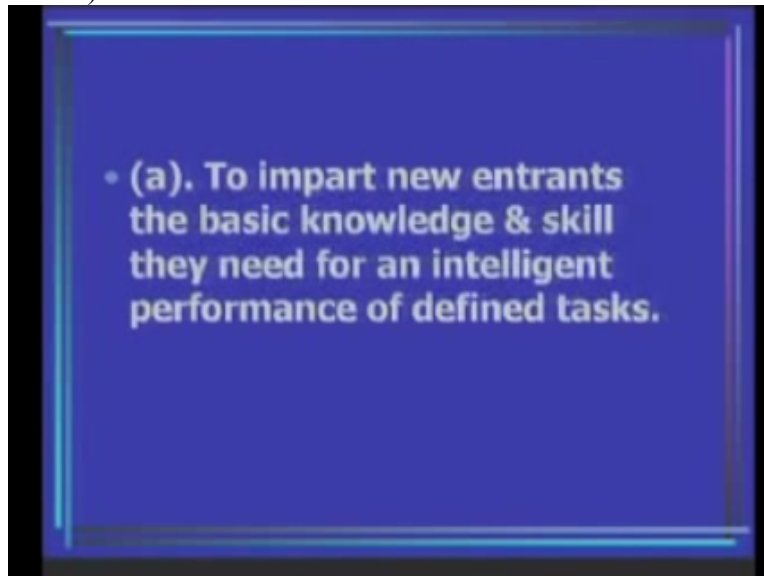 • (a). To impart new entrants
the basic knowledge & skill
they need for an intelligent
performance of defined tasks.